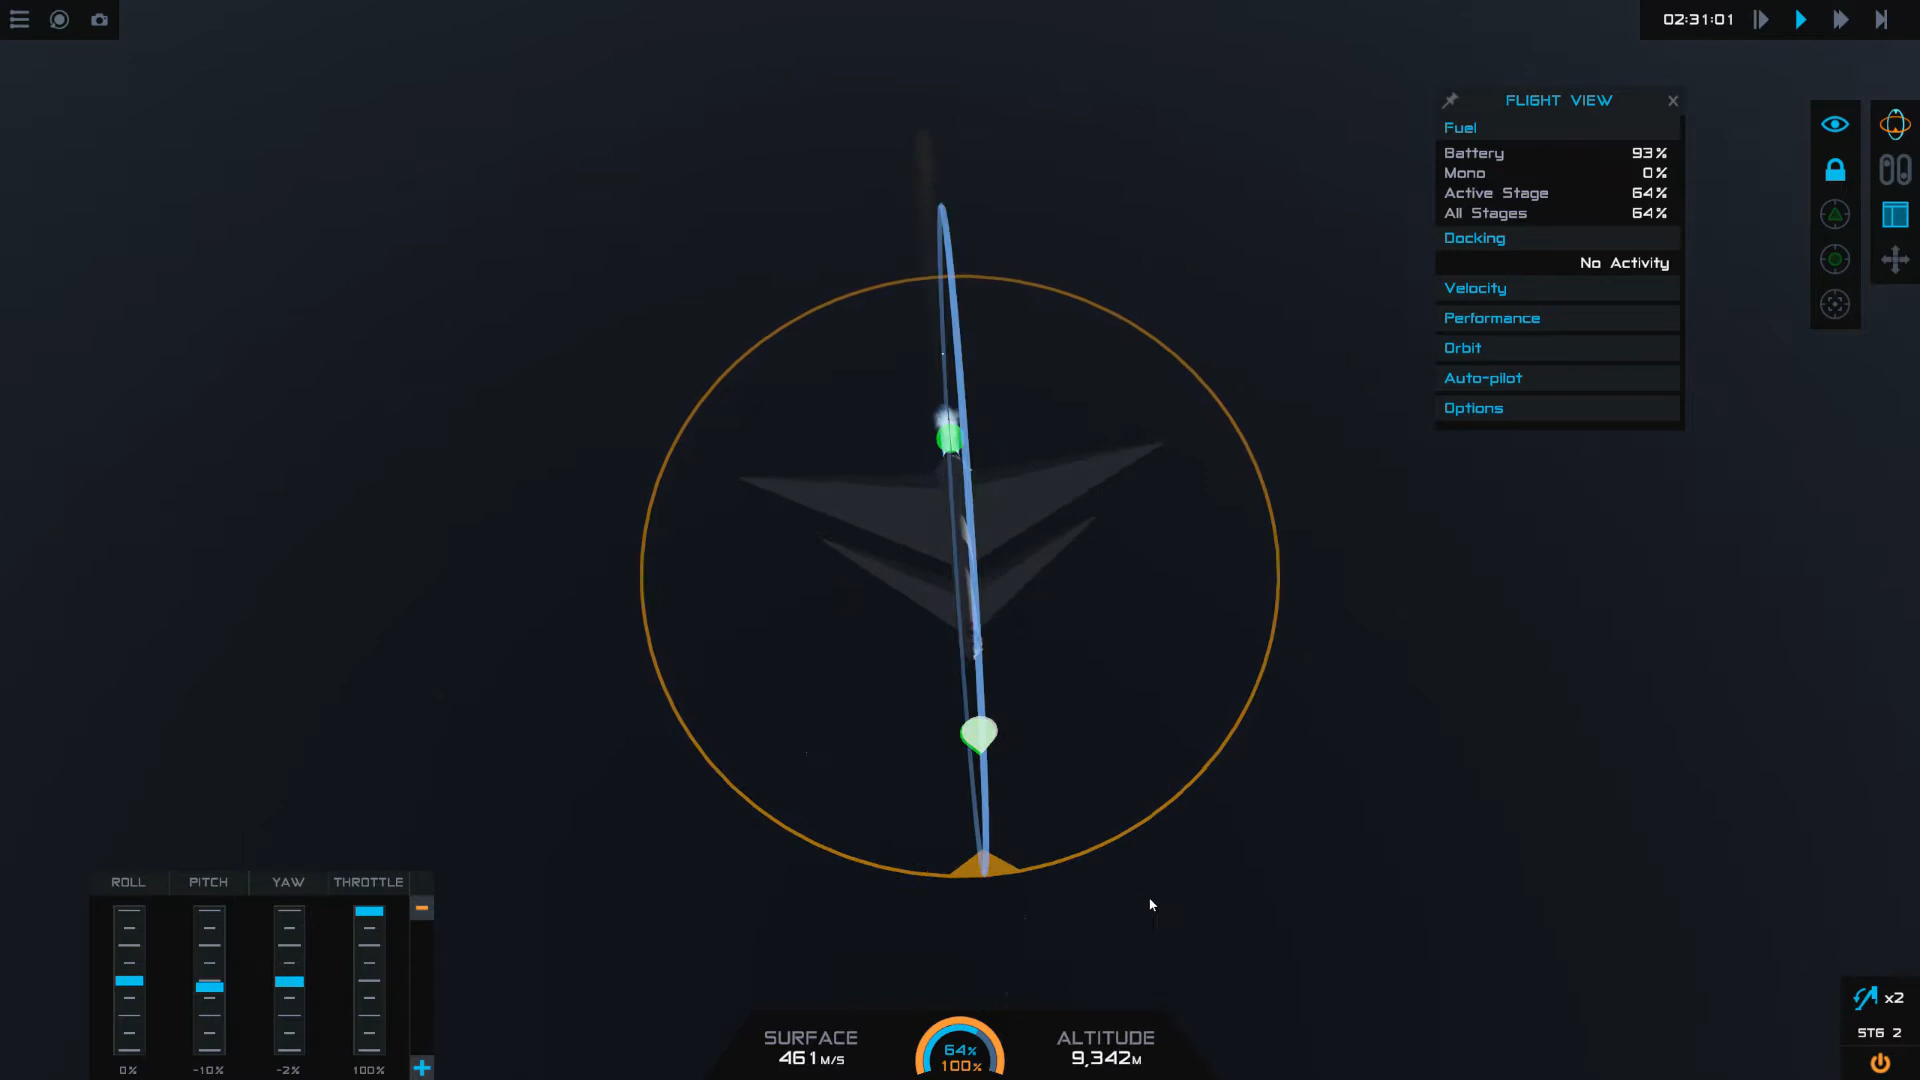 02:31:01
FLIGHT VIEW
Fuel
Battery 93%
Mono 0%
Active Stage 64%
All Stages 64%
Docking
No Activity
Velocity
Performance
Orbit
Auto-pilot
Options
ROLL PITCH YAW THROTTLE
0% -10% -2% 100%
SURFACE
461M/S
64%
100%
ALTITUDE
9,342M
x2
STG 2